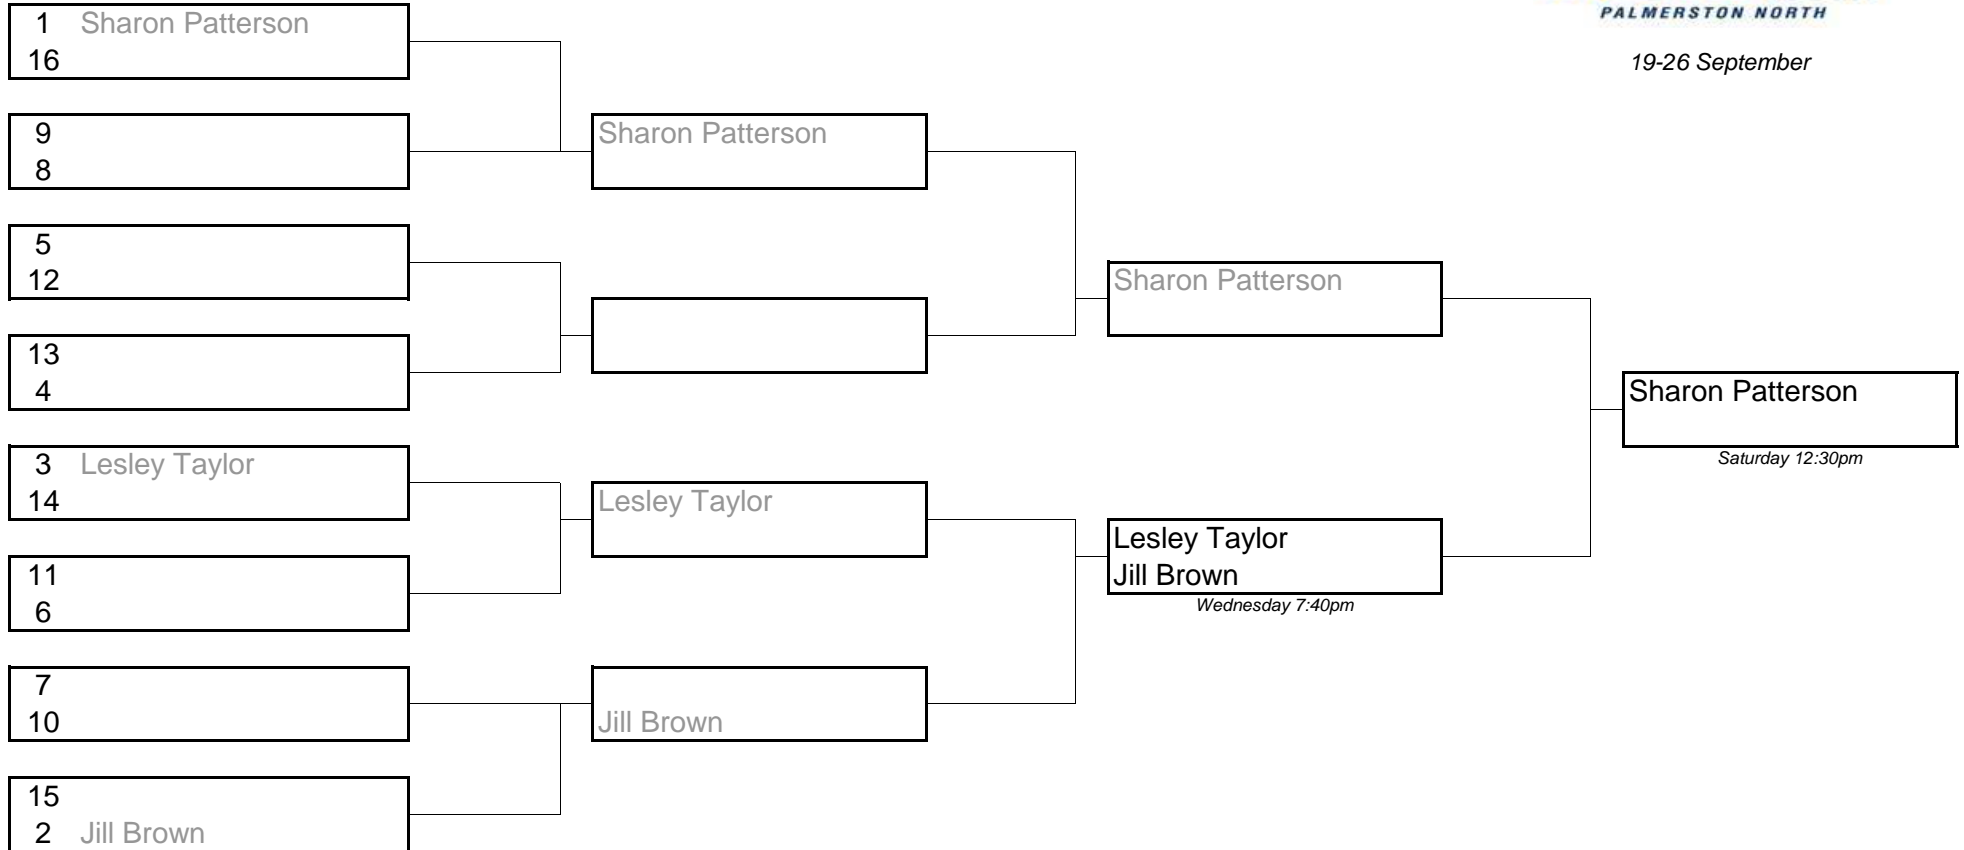 PALMERSTON NORTH
19-26 September
1 Sharon Patterson
16
9
8
5
12
13
4
3 Lesley Taylor
14
11
6
7
10
15
2 Jill Brown
Sharon Patterson
Lesley Taylor
Jill Brown
Sharon Patterson
Lesley Taylor
Jill Brown
Wednesday 7:40pm
Sharon Patterson
Saturday 12:30pm